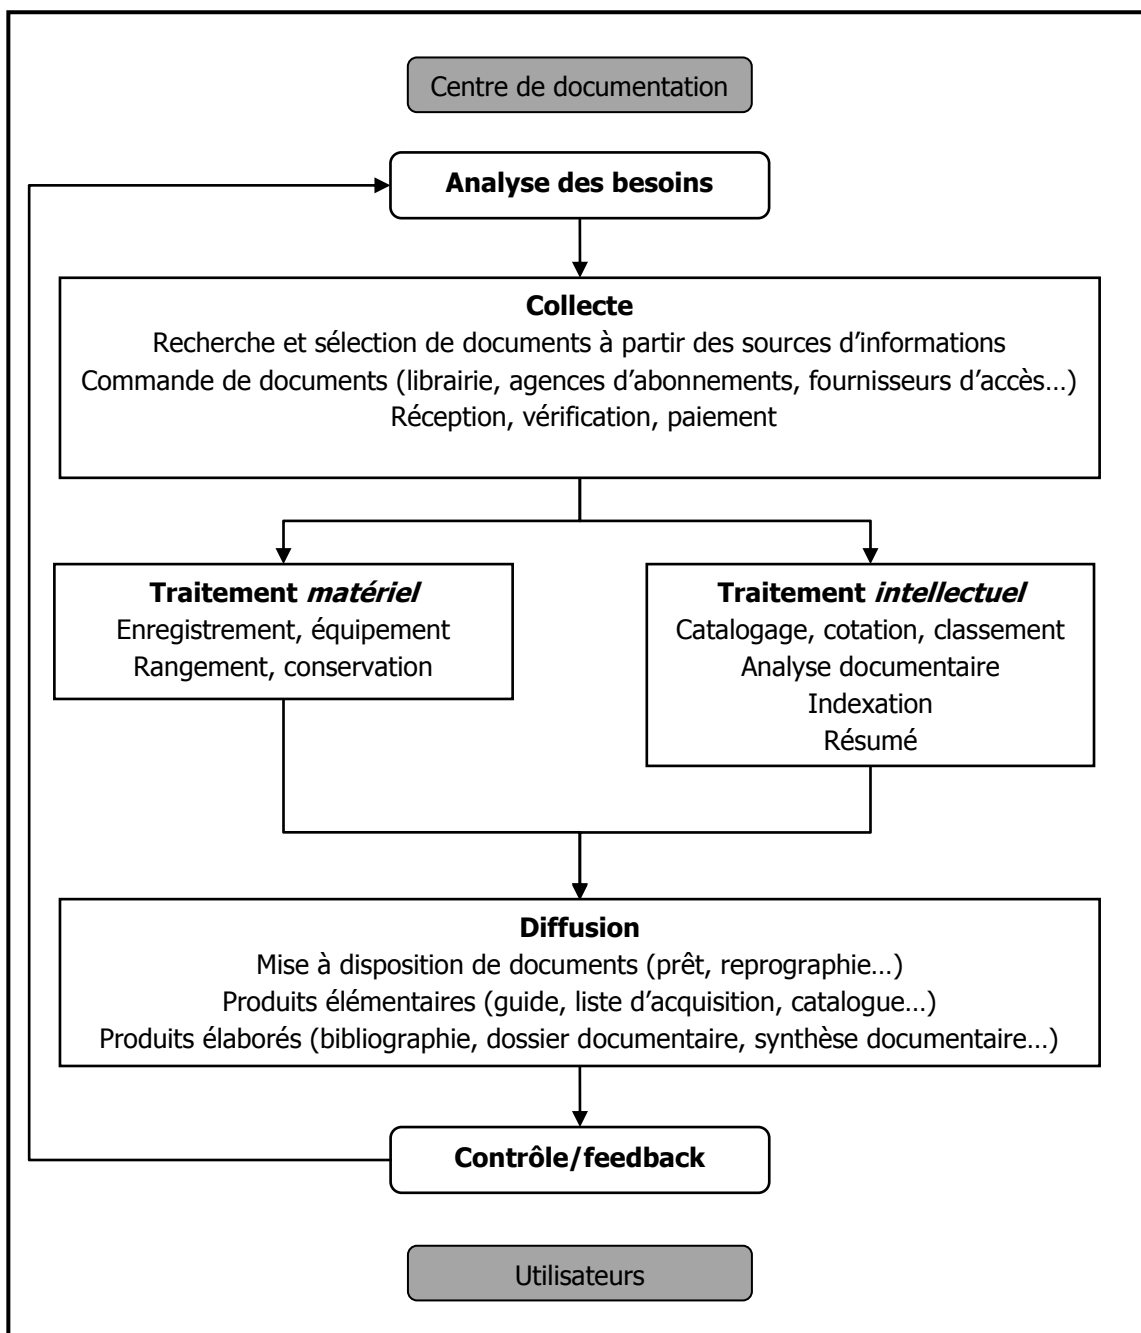 Centre de documentation
Analyse des besoins
Collecte
Recherche et sélection de documents à partir des sources d’informations
Commande de documents (librairie, agences d’abonnements, fournisseurs d’accès…)
Réception, vérification, paiement
Traitement matériel
Enregistrement, équipement
Rangement, conservation
Traitement intellectuel
Catalogage, cotation, classement
Analyse documentaire
Indexation
Résumé
Diffusion
Mise à disposition de documents (prêt, reprographie…)
Produits élémentaires (guide, liste d’acquisition, catalogue…)
Produits élaborés (bibliographie, dossier documentaire, synthèse documentaire…)
Contrôle/feedback
Utilisateurs